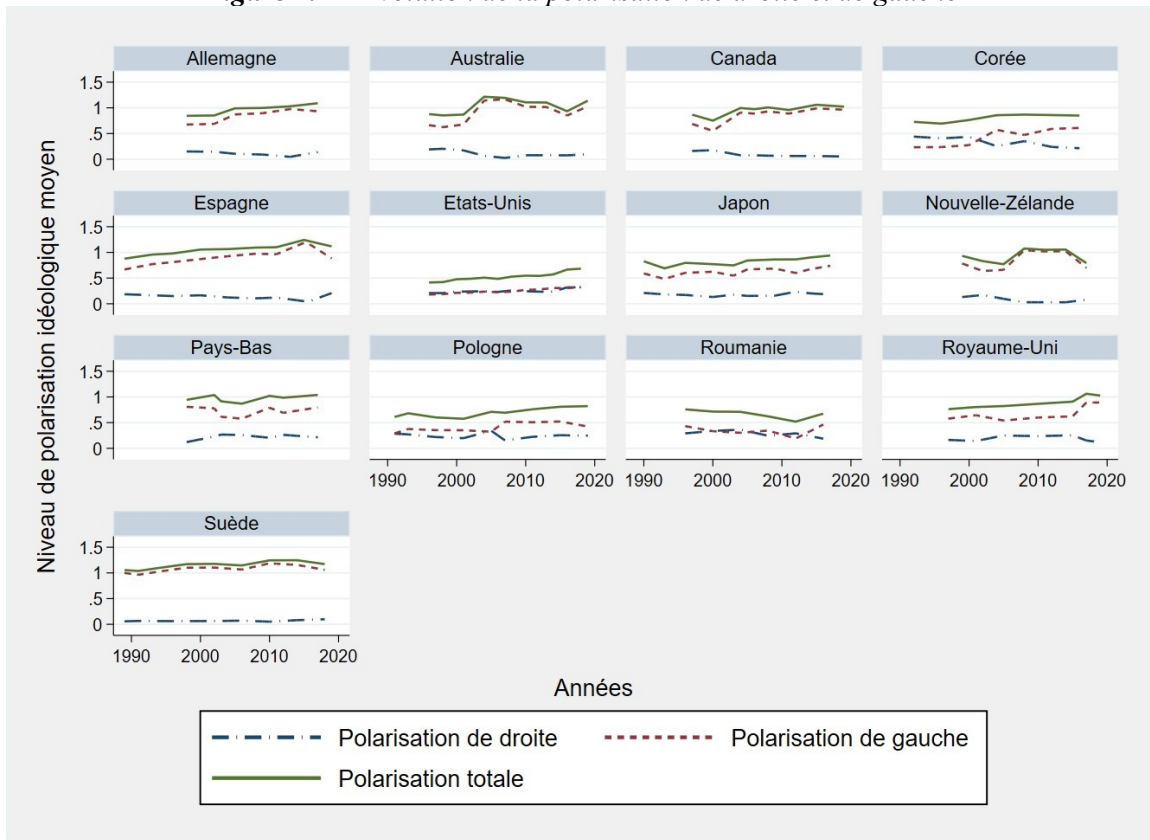 Allemagne Australie Canada Corée
1.5
1
.5
0
Espagne Etats-Unis Japon Nouvelle-Zélande
1.5
1
.5
0
Pays-Bas Pologne Roumanie Royaume-Uni
1.5
1
.5
0
1990 2000 2010 2020 1990 2000 2010 2020 1990 2000 2010 2020
Suède
1.5
1
.5
0
1990 2000 2010 2020
Niveau de polarisation idéologique moyen
Années
Polarisation de droite Polarisation de gauche
Polarisation totale